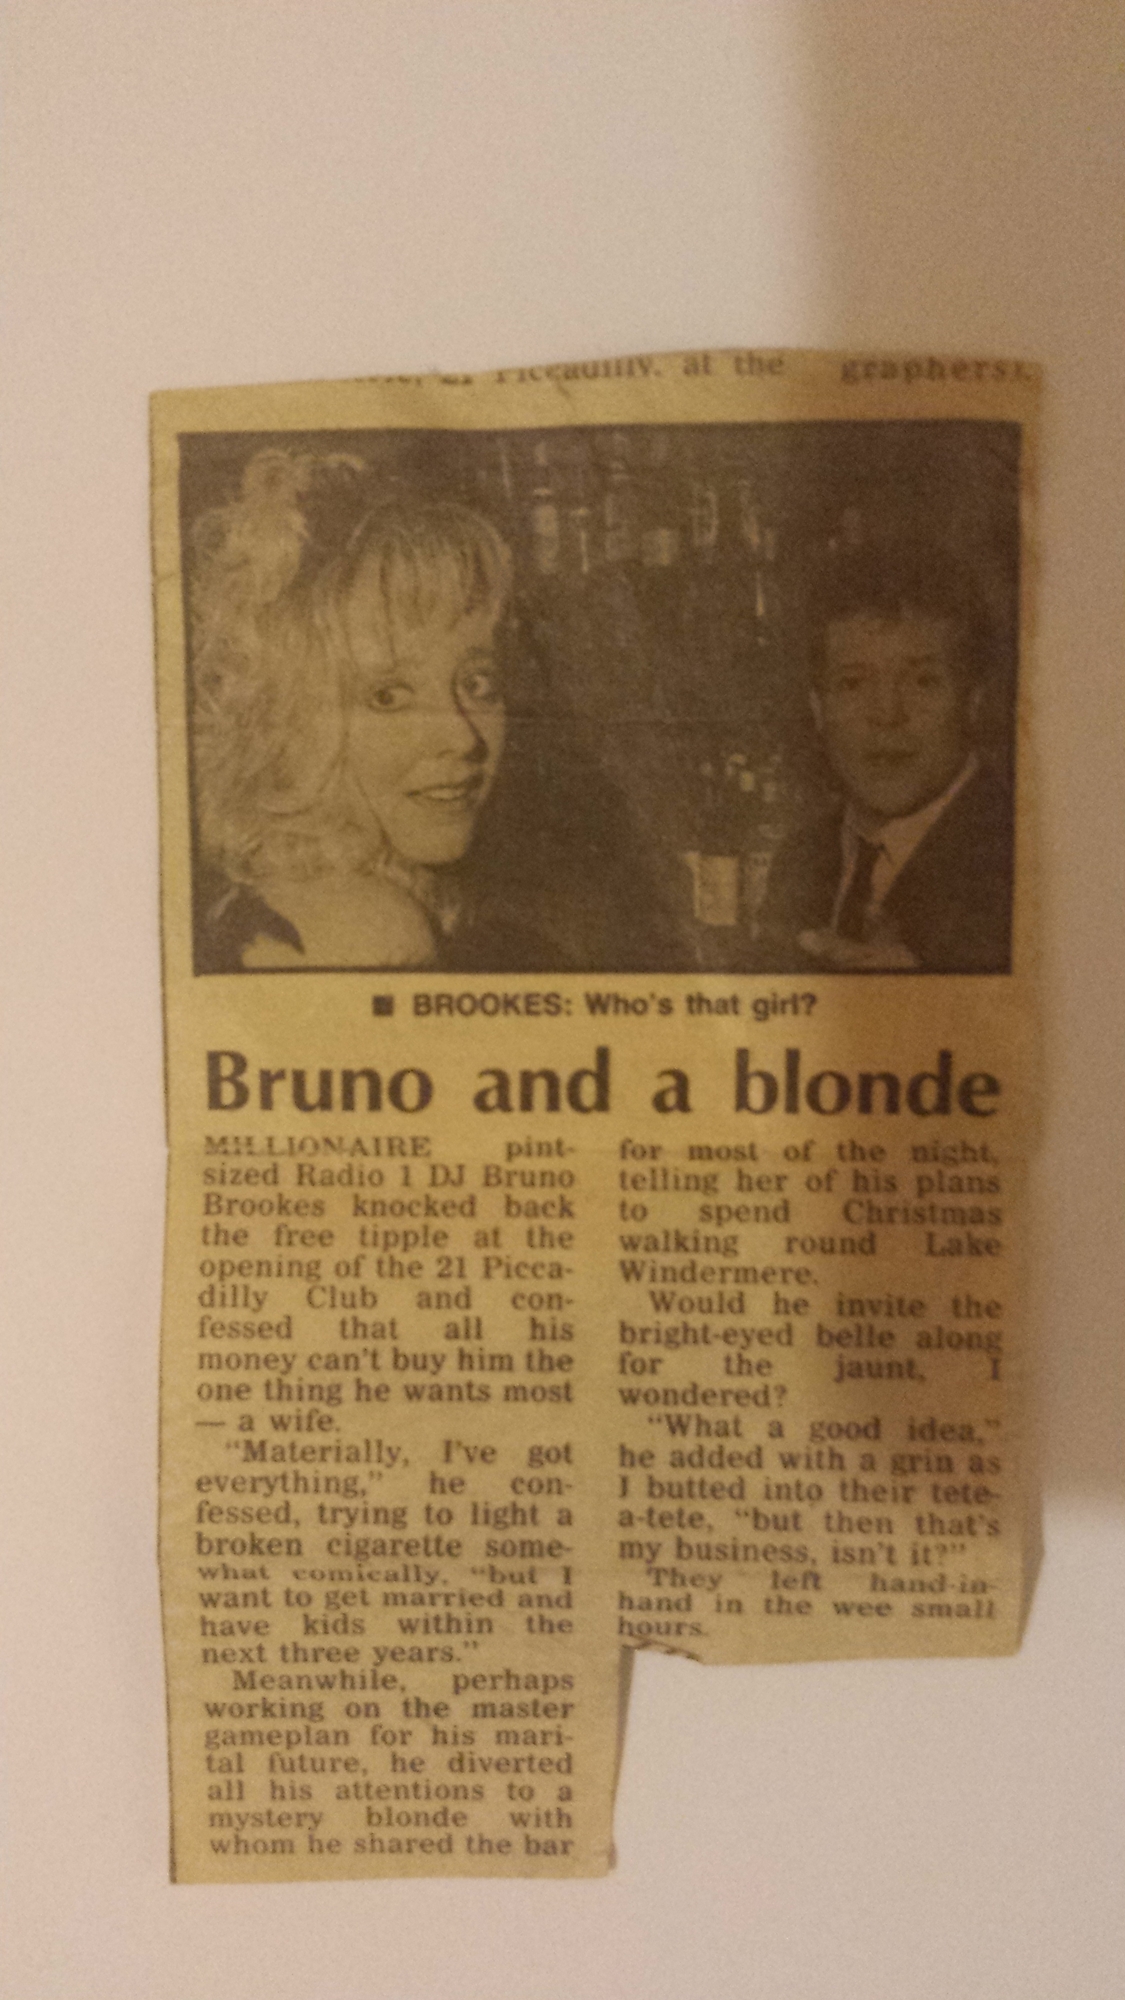 21 Piccadilly, at the graphers).
■ BROOKES: Who's that girl?
Bruno and a blonde
MILLIONAIRE pint-
sized Radio 1 DJ Bruno
Brookes knocked back
the free tipple at the
opening of the 21 Picca-
dilly Club and con-
fessed that all his
money can't buy him the
one thing he wants most
— a wife.
"Materially, I've got
everything," he con-
fessed, trying to light a
broken cigarette some-
what comically, "but I
want to get married and
have kids within the
next three years."
Meanwhile, perhaps
working on the master
gameplan for his mari-
tal future, he diverted
all his attentions to a
mystery blonde with
whom he shared the bar
for most of the night,
telling her of his plans
to spend Christmas
walking round Lake
Windermere.
Would he invite the
bright-eyed belle along
for the jaunt, I
wondered?
"What a good idea,"
he added with a grin as
I butted into their tete-
a-tete, "but then that's
my business, isn't it?"
They left hand-in-
hand in the wee small
hours.